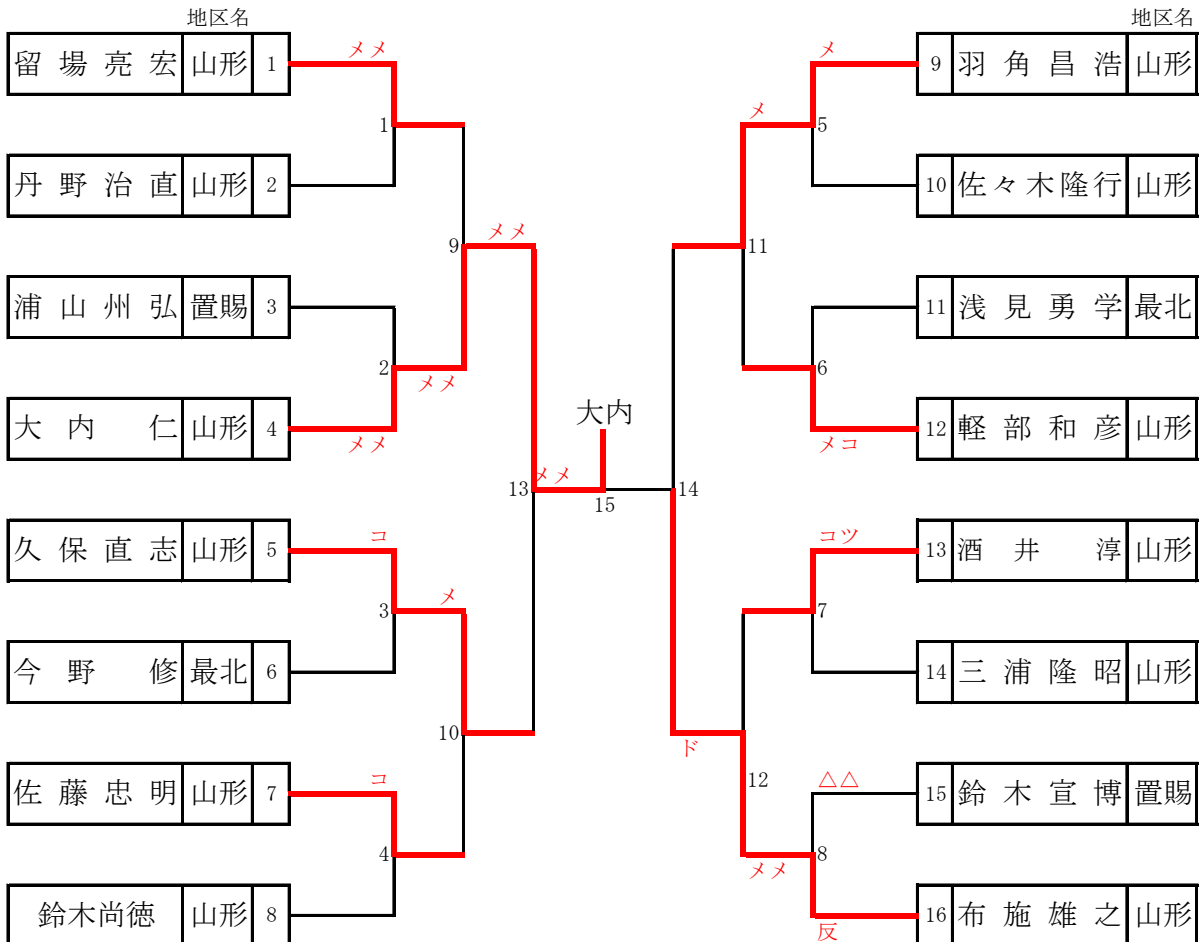 地区名 地区名
留場亮宏 山形 1 メメ メ 9 羽角昌浩 山形
1 メ 5
丹野治直 山形 2 10 佐々木隆行 山形
9 メメ 11
浦山州弘 置賜 3 11 浅見勇学 最北
2 メメ 6
大内 仁 山形 4 メメ 大内 メコ 12 軽部和彦 山形
13 メメ 15 14
久保直志 山形 5 コ コツ 13 酒井 淳 山形
3 メ 7
今野 修 最北 6 14 三浦隆昭 山形
10 ド
佐藤忠明 山形 7 コ 12 △△ 15 鈴木宣博 置賜
4 メメ 8
鈴木尚徳 山形 8 反 16 布施雄之 山形